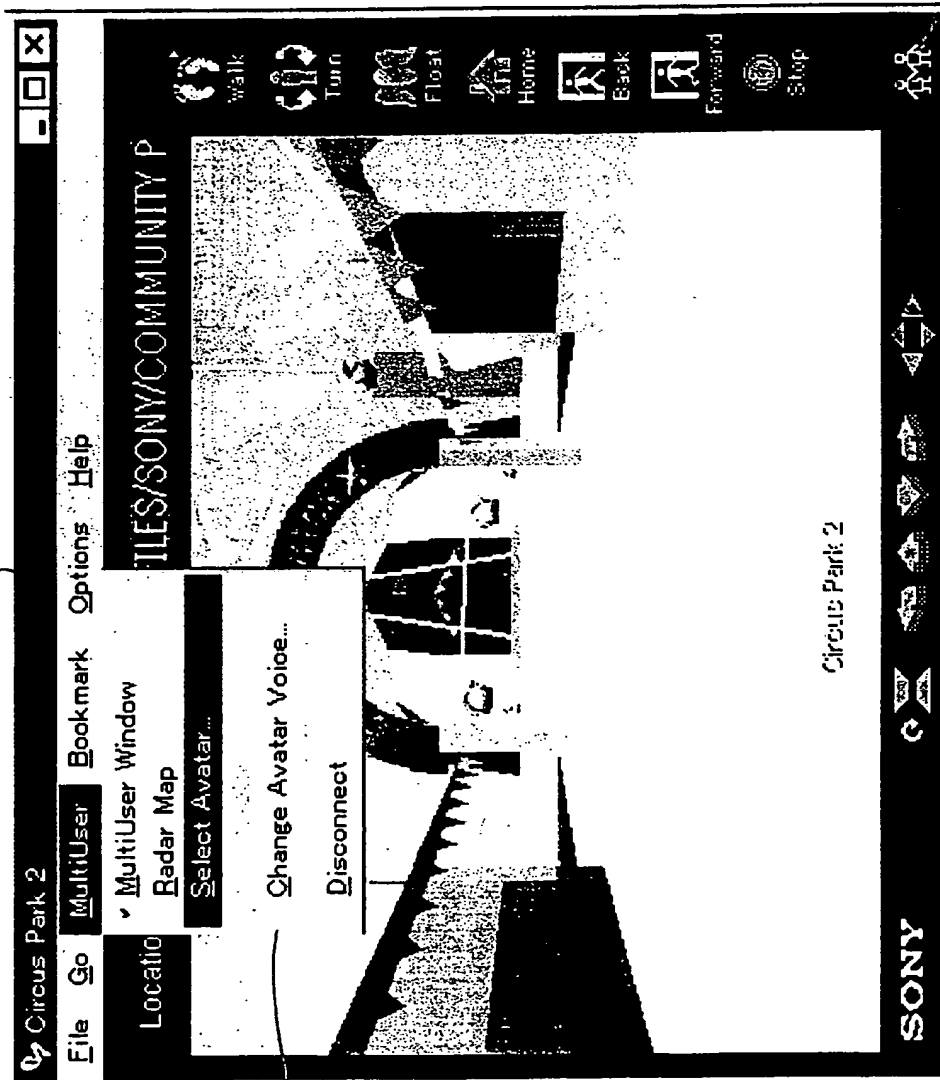 Circus Park 2
File Go MultiUser Bookmark Options Help
Locatio
ILES/SONY/COMMUNITY P
✓ MultiUser Window
Radar Map
Select Avatar...
Change Avatar Voice...
Disconnect
Walk
Turn
Float
Home
Back
Forward
Stop
Circus Park 2
SONY